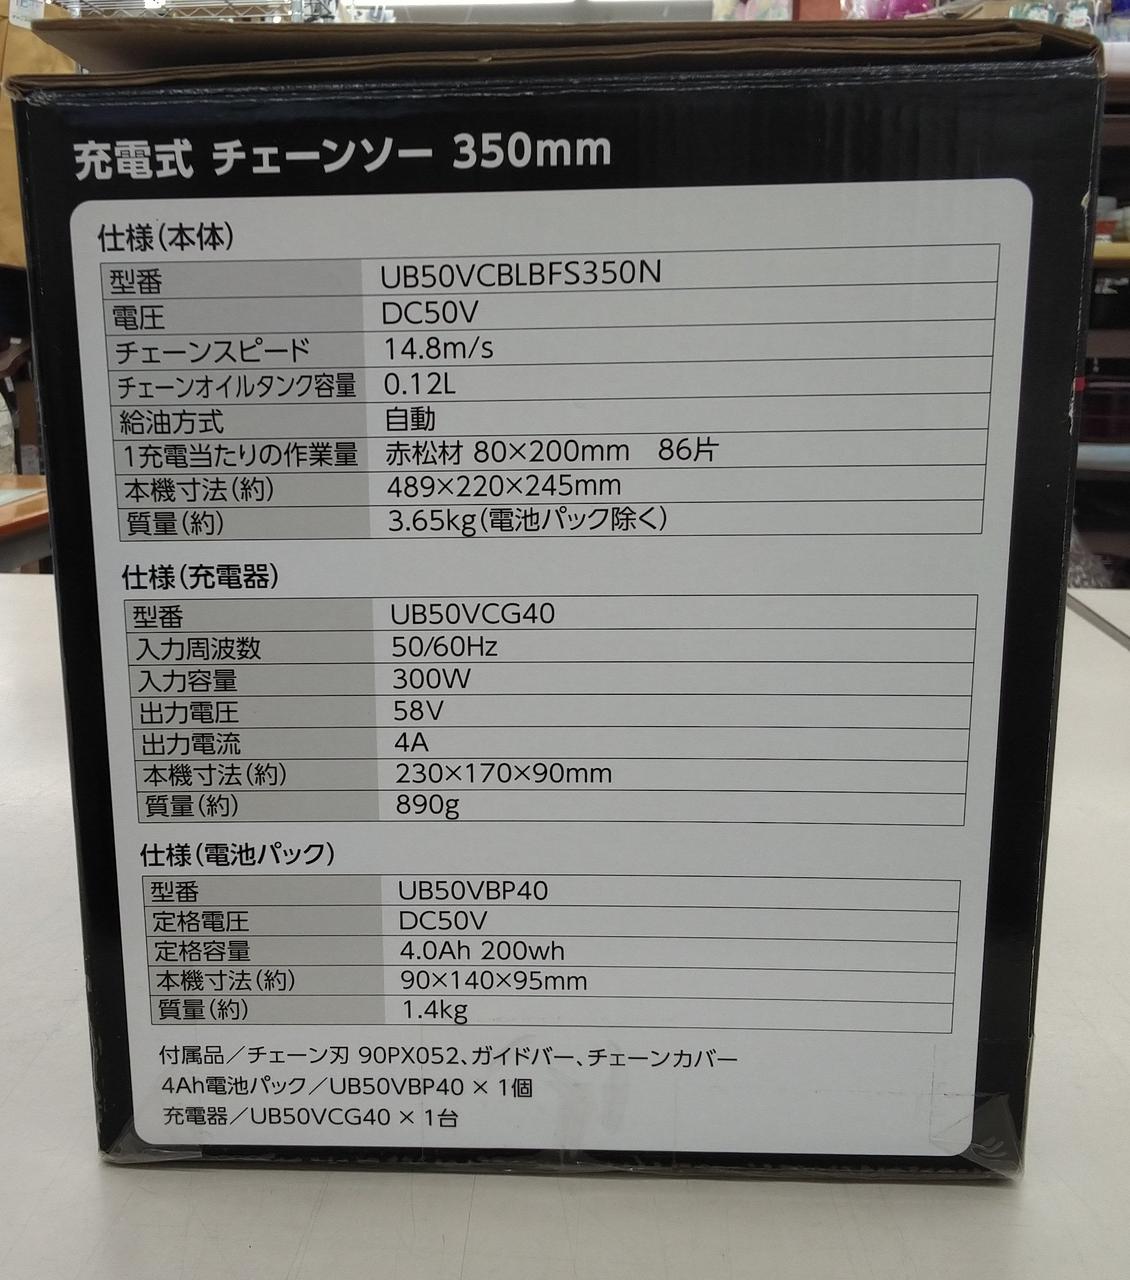 充電式 チェーンソー 350mm
仕様(本体)
型番 UB50VCBLBFS350N
電圧 DC50V
チェーンスピード 14.8m/s
チェーンオイルタンク容量 0.12L
給油方式 自動
1充電当たりの作業量 赤松材 80×200mm 86片
本機寸法(約) 489×220×245mm
質量(約) 3.65kg(電池パック除く)
仕様(充電器)
型番 UB50VCG40
入力周波数 50/60Hz
入力容量 300W
出力電圧 58V
出力電流 4A
本機寸法(約) 230×170×90mm
質量(約) 890g
仕様(電池パック)
型番 UB50VBP40
定格電圧 DC50V
定格容量 4.0Ah 200wh
本機寸法(約) 90×140×95mm
質量(約) 1.4kg
付属品/チェーン刃 90PX052、ガイドバー、チェーンカバー
4Ah電池パック/UB50VBP40 × 1個
充電器/UB50VCG40 × 1台